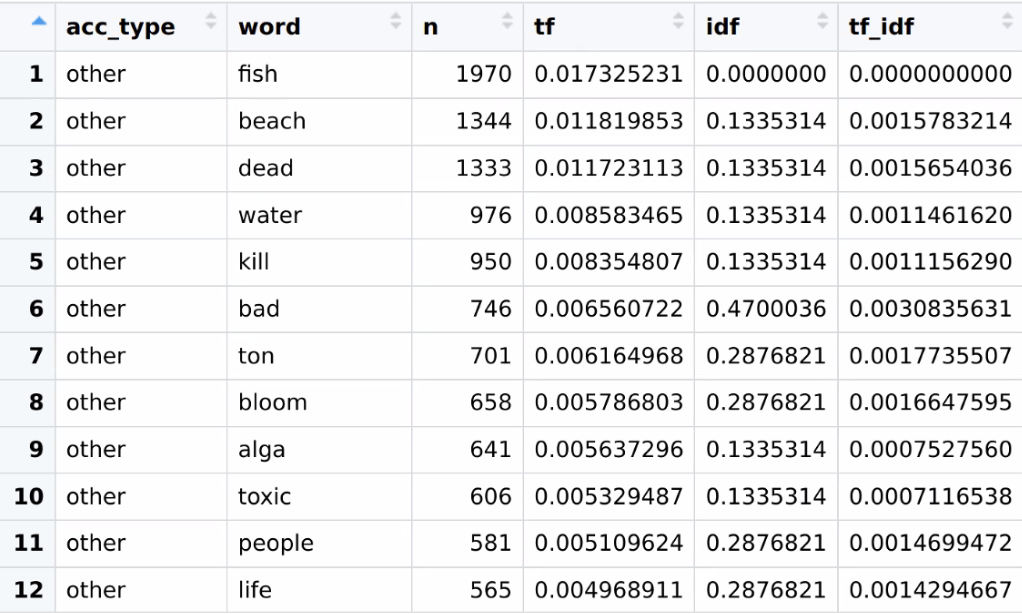 acc_type word n tf idf tf_idf
1 other fish 1970 0.017325231 0.0000000 0.0000000000
2 other beach 1344 0.011819853 0.1335314 0.0015783214
3 other dead 1333 0.011723113 0.1335314 0.0015654036
4 other water 976 0.008583465 0.1335314 0.0011461620
5 other kill 950 0.008354807 0.1335314 0.0011156290
6 other bad 746 0.006560722 0.4700036 0.0030835631
7 other ton 701 0.006164968 0.2876821 0.0017735507
8 other bloom 658 0.005786803 0.2876821 0.0016647595
9 other alga 641 0.005637296 0.1335314 0.0007527560
10 other toxic 606 0.005329487 0.1335314 0.0007116538
11 other people 581 0.005109624 0.2876821 0.0014699472
12 other life 565 0.004968911 0.2876821 0.0014294667